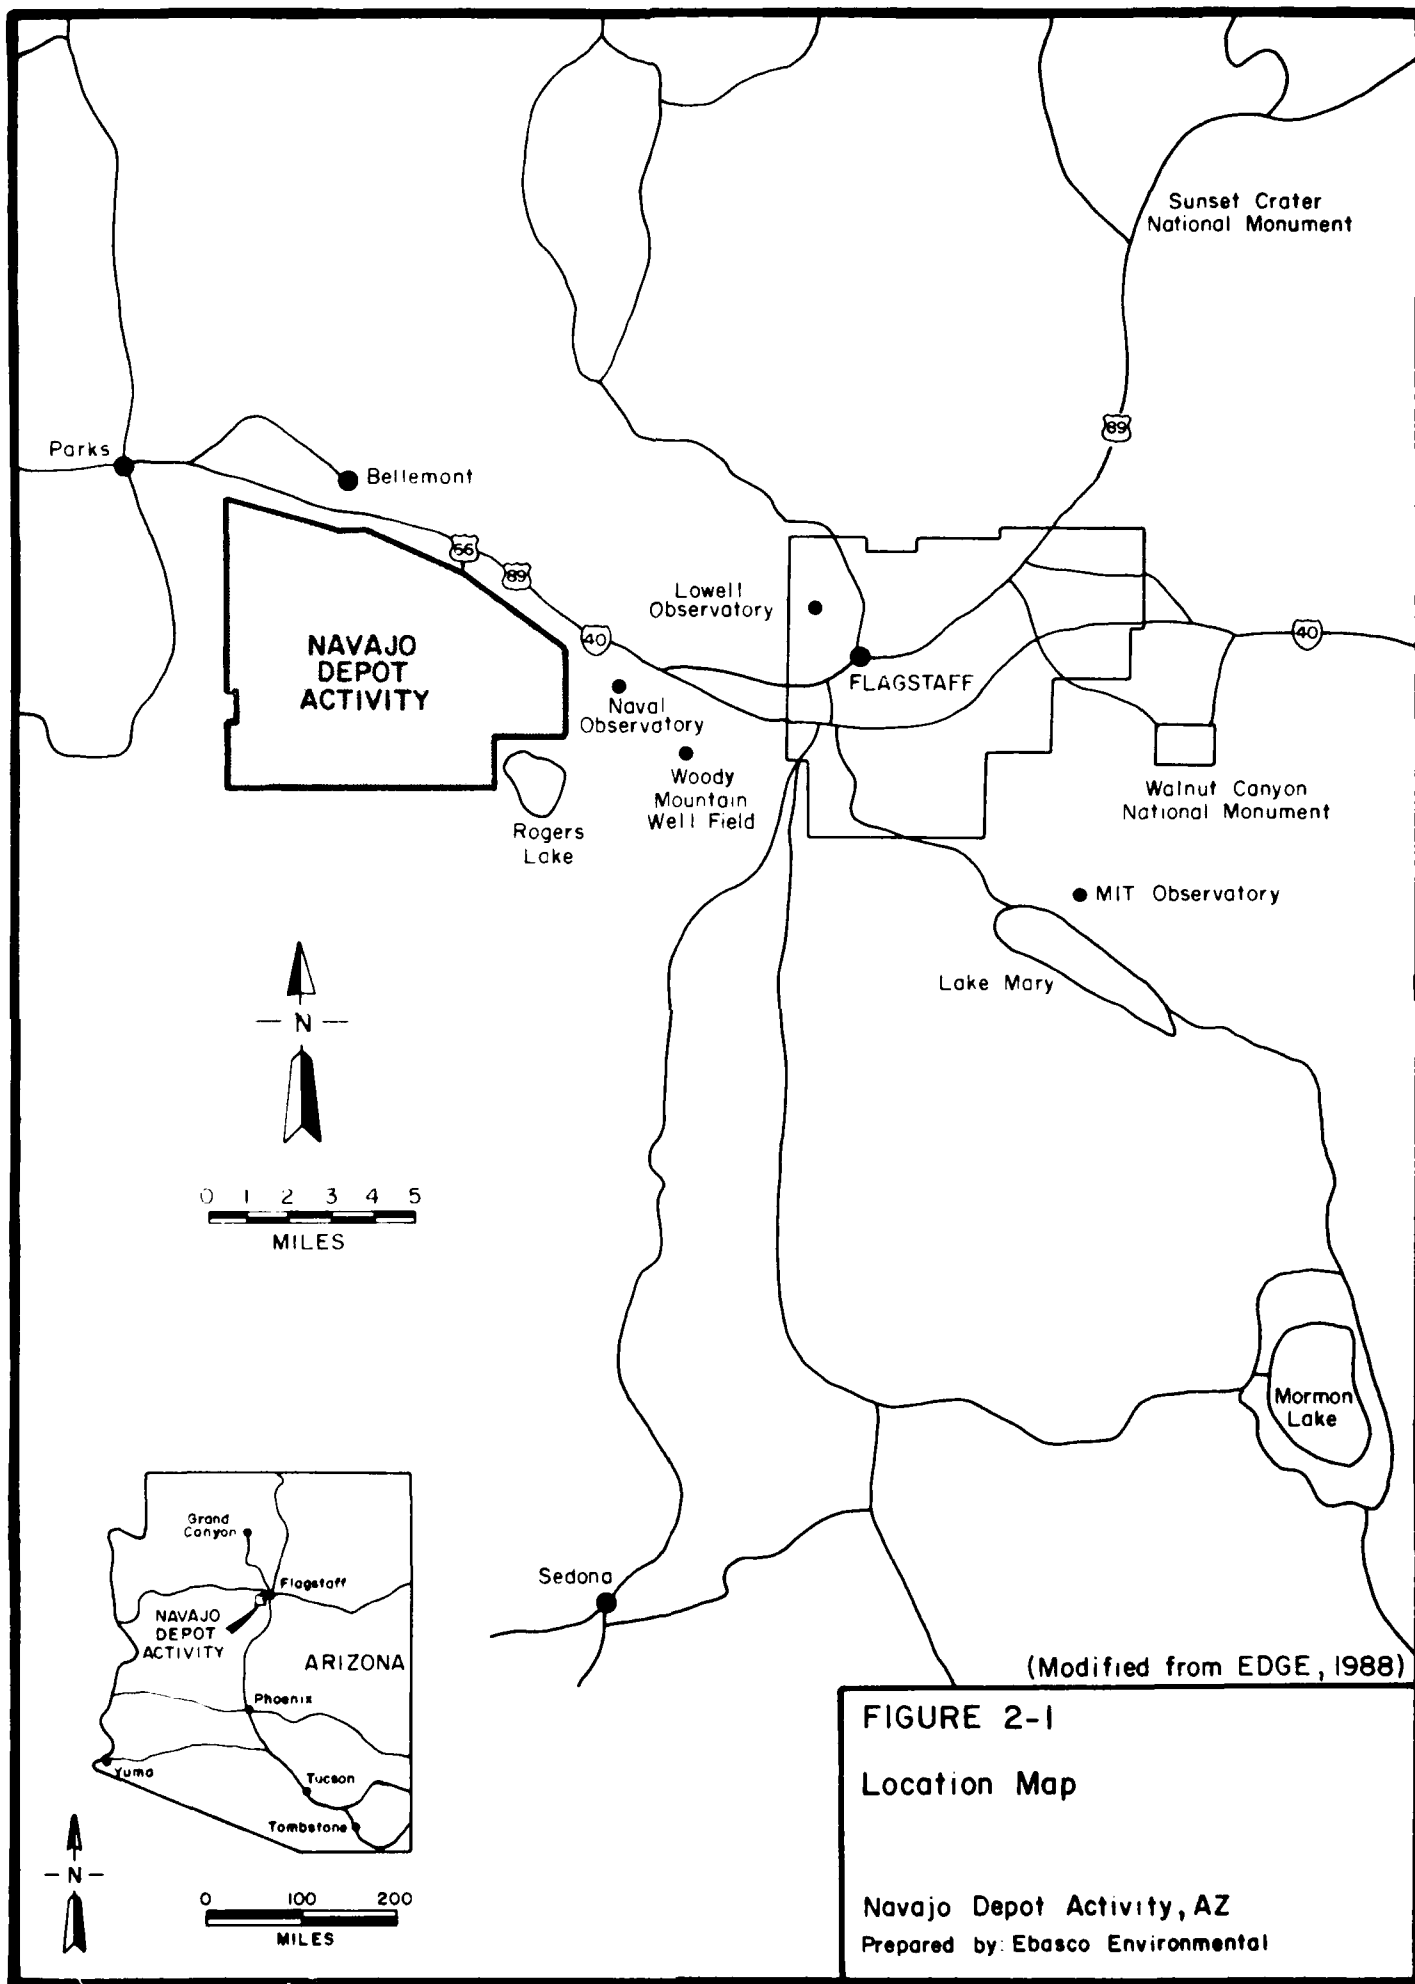 Sunset Crater
National Monument
89
Parks
Bellemont
66
89
40
Lowell
Observatory
40
NAVAJO
DEPOT
ACTIVITY
FLAGSTAFF
Naval
Observatory
Woody
Mountain
Well Field
Walnut Canyon
National Monument
Rogers
Lake
MIT Observatory
Lake Mary
— N —
0 1 2 3 4 5
MILES
Mormon
Lake
Sedona
Grand
Canyon
Flagstaff
NAVAJO
DEPOT
ACTIVITY
ARIZONA
Phoenix
Yuma
Tucson
Tombstone
— N —
0 100 200
MILES
(Modified from EDGE, 1988)
FIGURE 2-1
Location Map
Navajo Depot Activity, AZ
Prepared by: Ebasco Environmental